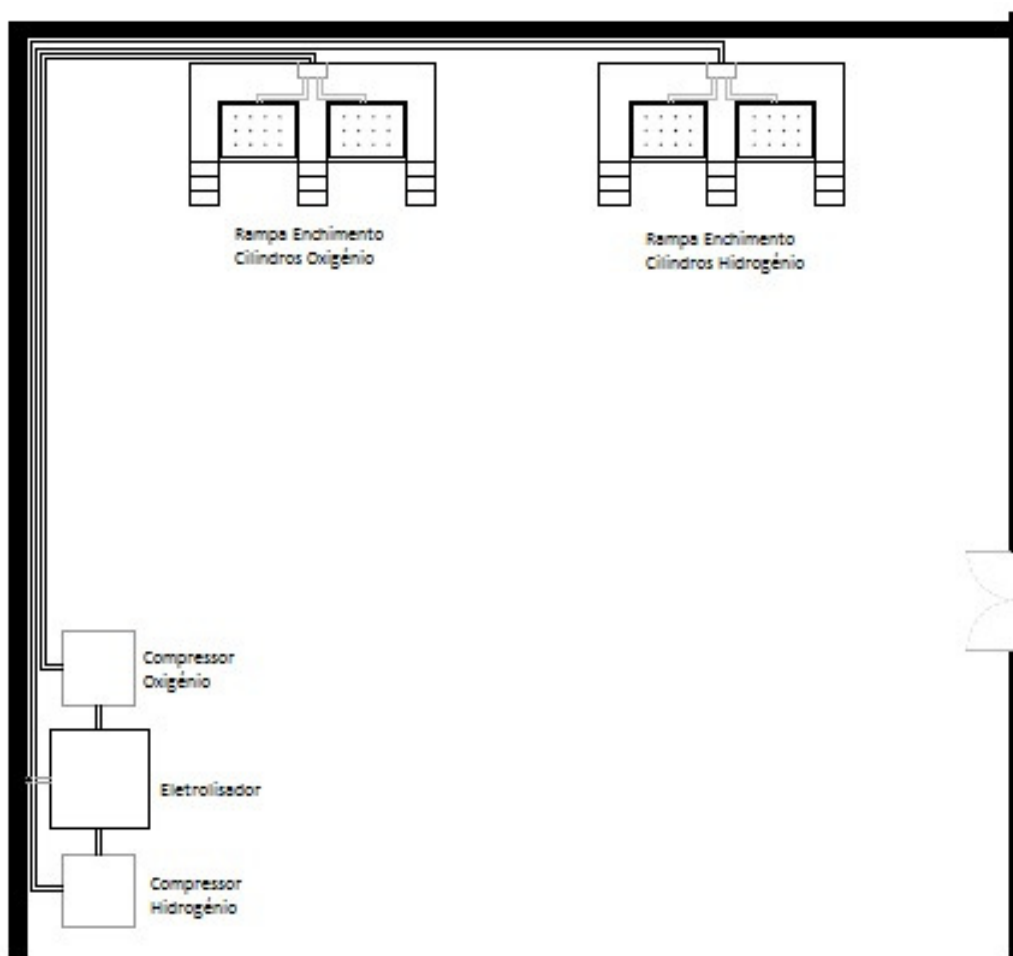 Rampa Enchimento
Cilindros Oxigénio
Rampa Enchimento
Cilindros Hidrogénio
Compressor
Oxigénio
Eletrolisador
Compressor
Hidrogénio